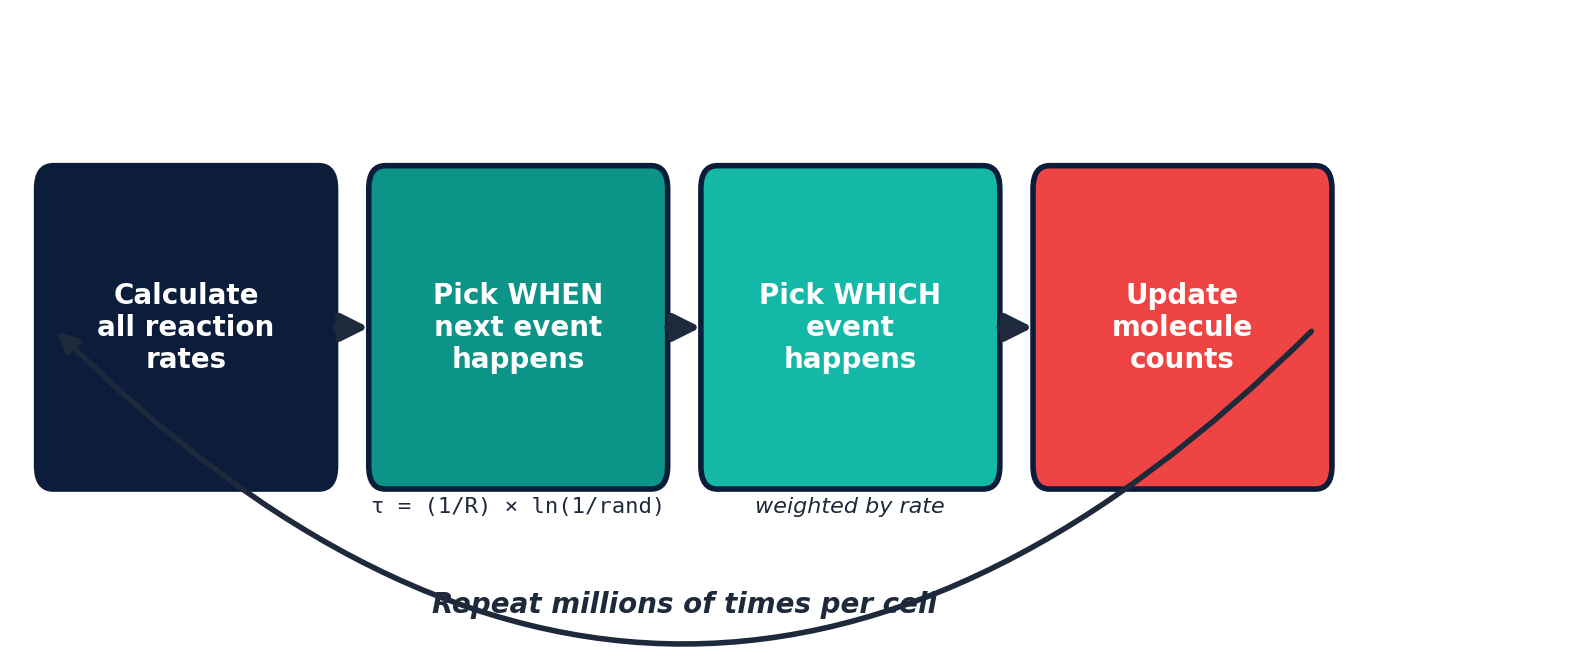 Calculate
all reaction
rates
Pick WHEN
next event
happens
Pick WHICH
event
happens
Update
molecule
counts
τ = (1/R) × ln(1/rand)
weighted by rate
Repeat millions of times per cell